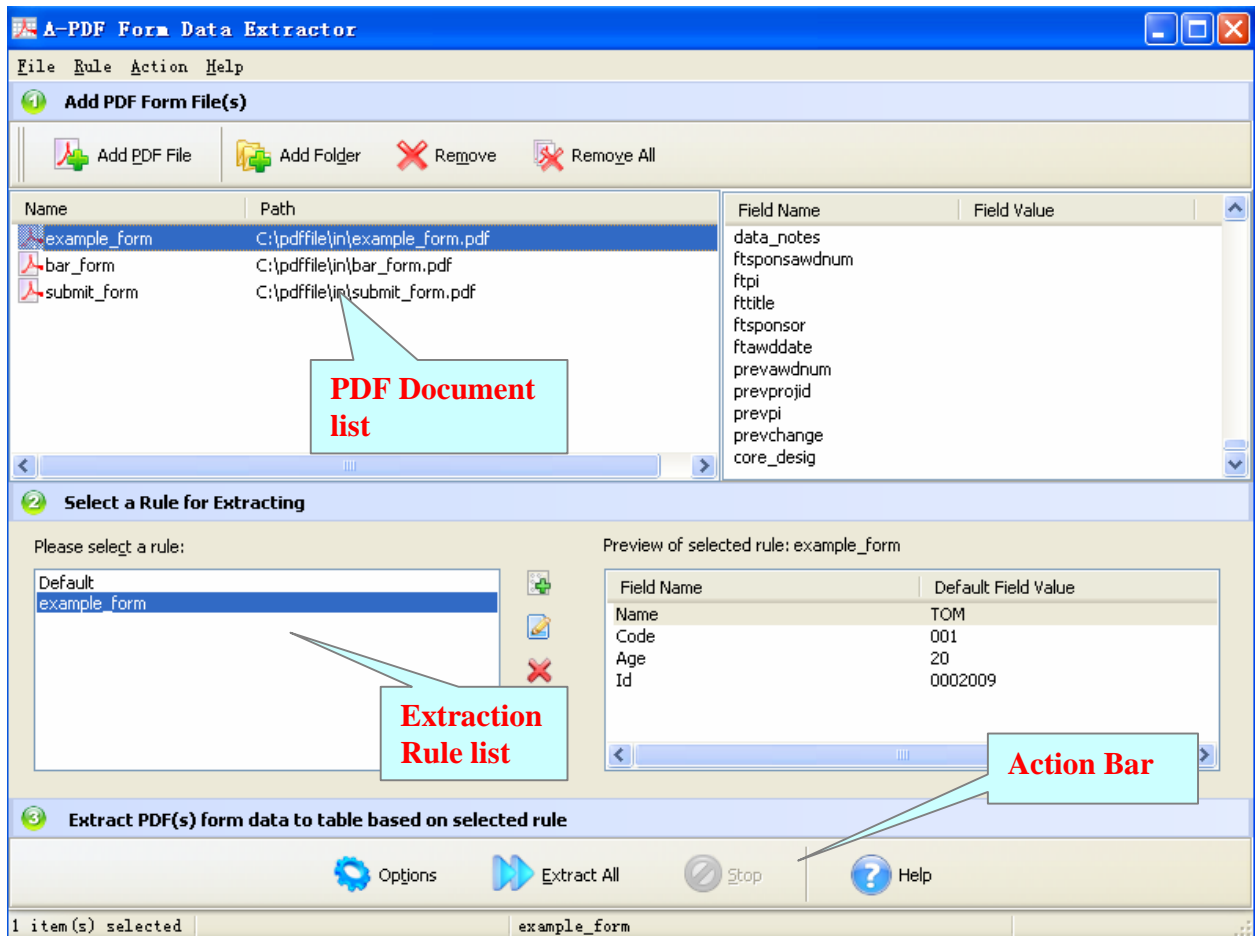 A-PDF Form Data Extractor
File Rule Action Help
1 Add PDF Form File(s)
Add PDF File Add Folder Remove Remove All
Name Path
example_form C:\pdffile\in\example_form.pdf
bar_form C:\pdffile\in\bar_form.pdf
submit_form C:\pdffile\in\submit_form.pdf
PDF Document
list
Field Name Field Value
data_notes
ftsponsawdnum
ftpi
fttitle
ftsponsor
ftawddate
prevawdnum
prevprojid
prevpi
prevchange
core_desig
2 Select a Rule for Extracting
Please select a rule:
Default
example_form
Extraction
Rule list
Preview of selected rule: example_form
Field Name Default Field Value
Name TOM
Code 001
Age 20
Id 0002009
Action Bar
3 Extract PDF(s) form data to table based on selected rule
Options Extract All Stop Help
1 item(s) selected example_form